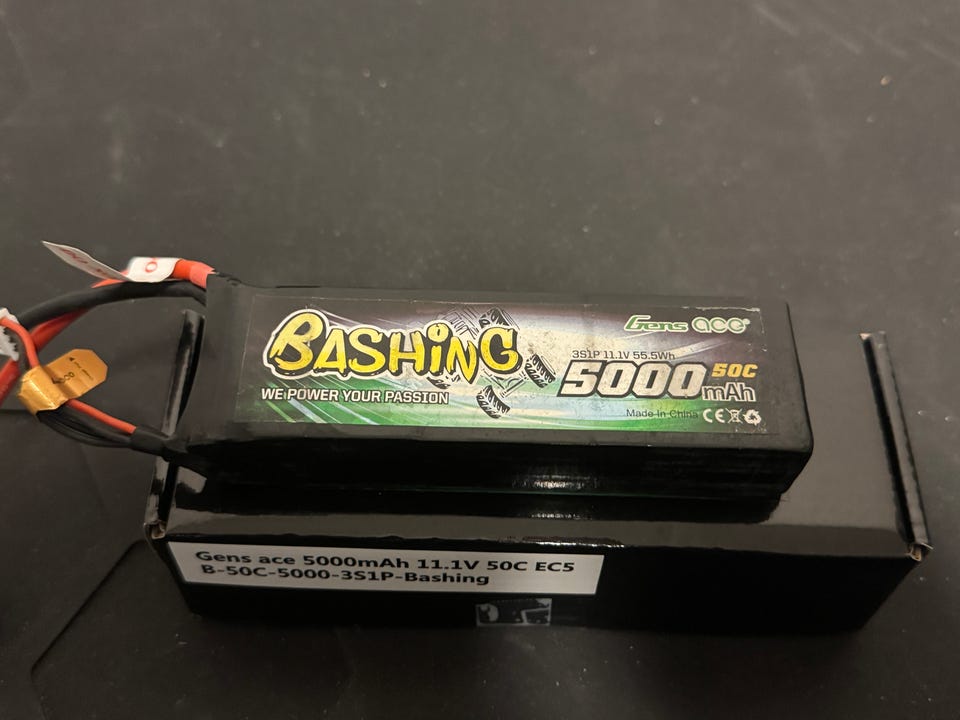 BASHiNG
WE POWER YOUR PASSION
Gens ace
3S1P 11.1V 55.5Wh
5000mAh 50C
Made in China CE
Gens ace 5000mAh 11.1V 50C EC5
B-50C-5000-3S1P-Bashing